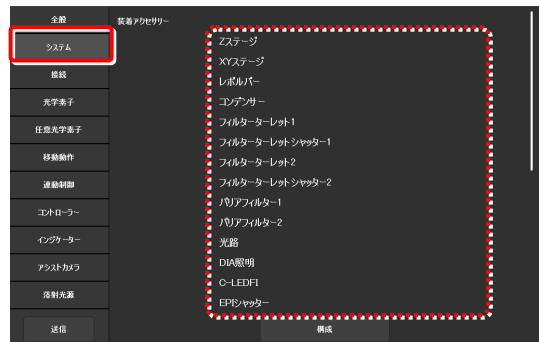 全般
システム
接続
光学素子
任意光学素子
移動動作
連動制御
コントローラー
インジケーター
アシストカメラ
落射光源
送信
装着アクセサリー
Zステージ
XYステージ
レボルバー
コンデンサー
フィルターターレット1
フィルターターレットシャッター1
フィルターターレット2
フィルターターレットシャッター2
バリアフィルター1
バリアフィルター2
光路
DIA照明
C-LEDFI
EPIシャッター
構成